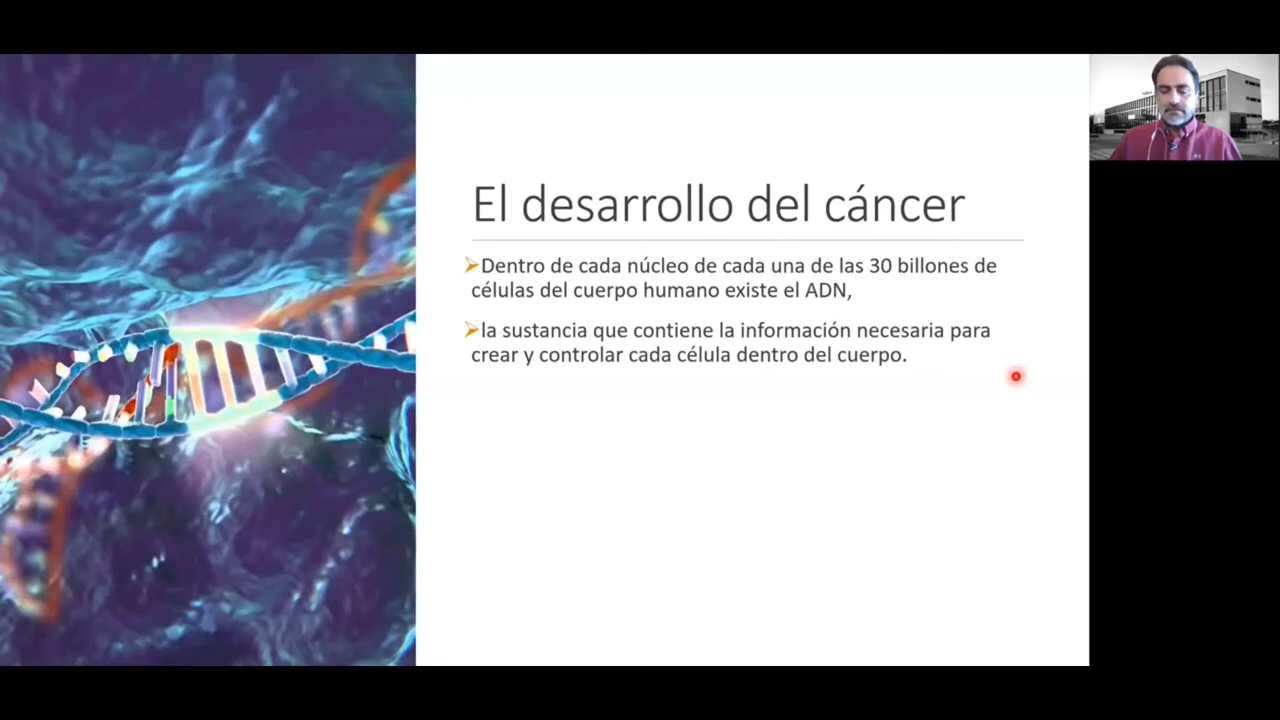 El desarrollo del cáncer
Dentro de cada núcleo de cada una de las 30 billones de
células del cuerpo humano existe el ADN,
la sustancia que contiene la información necesaria para
crear y controlar cada célula dentro del cuerpo.